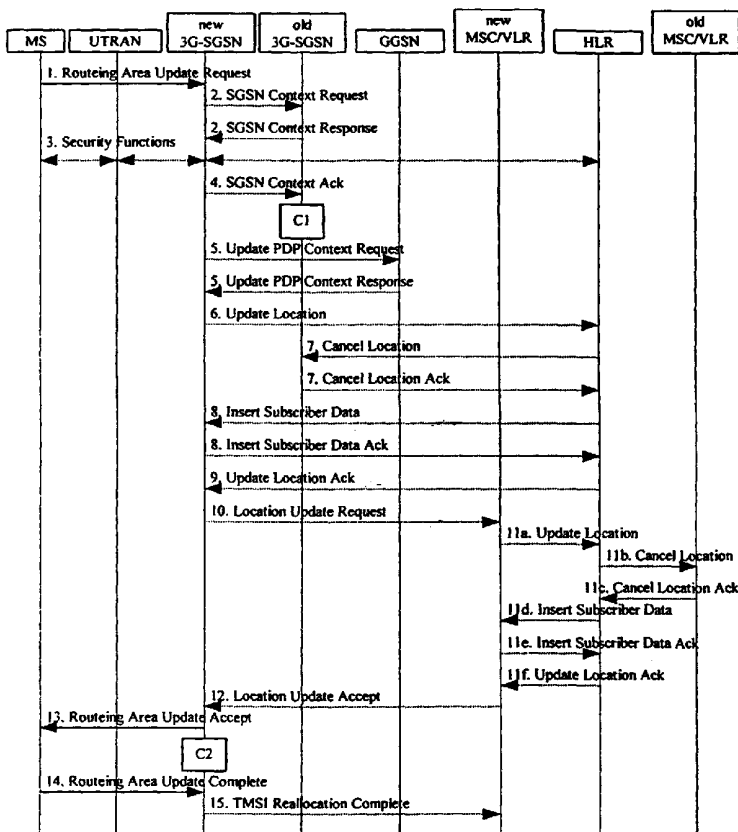 MS
UTRAN
new
3G-SGSN
old
3G-SGSN
GGSN
new
MSC/VLR
HLR
old
MSC/VLR
1. Routeing Area Update Request
2. SGSN Context Request
2. SGSN Context Response
3. Security Functions
4. SGSN Context Ack
C1
5. Update PDP Context Request
5. Update PDP Context Response
6. Update Location
7. Cancel Location
7. Cancel Location Ack
8. Insert Subscriber Data
8. Insert Subscriber Data Ack
9. Update Location Ack
10. Location Update Request
11a. Update Location
11b. Cancel Location
11c. Cancel Location Ack
11d. Insert Subscriber Data
11e. Insert Subscriber Data Ack
11f. Update Location Ack
12. Location Update Accept
13. Routeing Area Update Accept
C2
14. Routeing Area Update Complete
15. TMSI Reallocation Complete